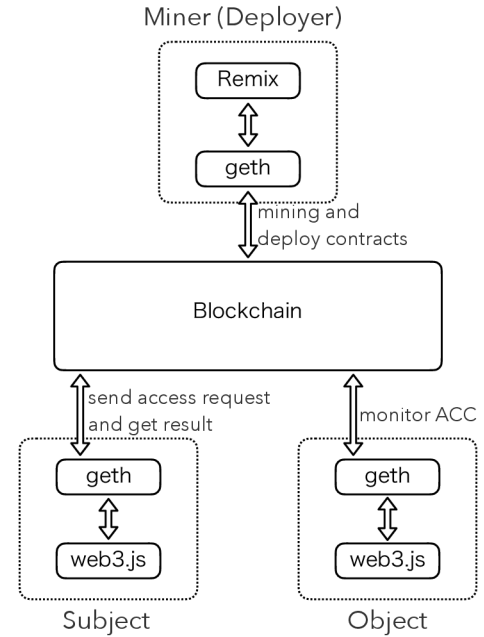 Miner (Deployer)
Remix
geth
mining and
deploy contracts
Blockchain
send access request
and get result
monitor ACC
geth
web3.js
Subject
geth
web3.js
Object